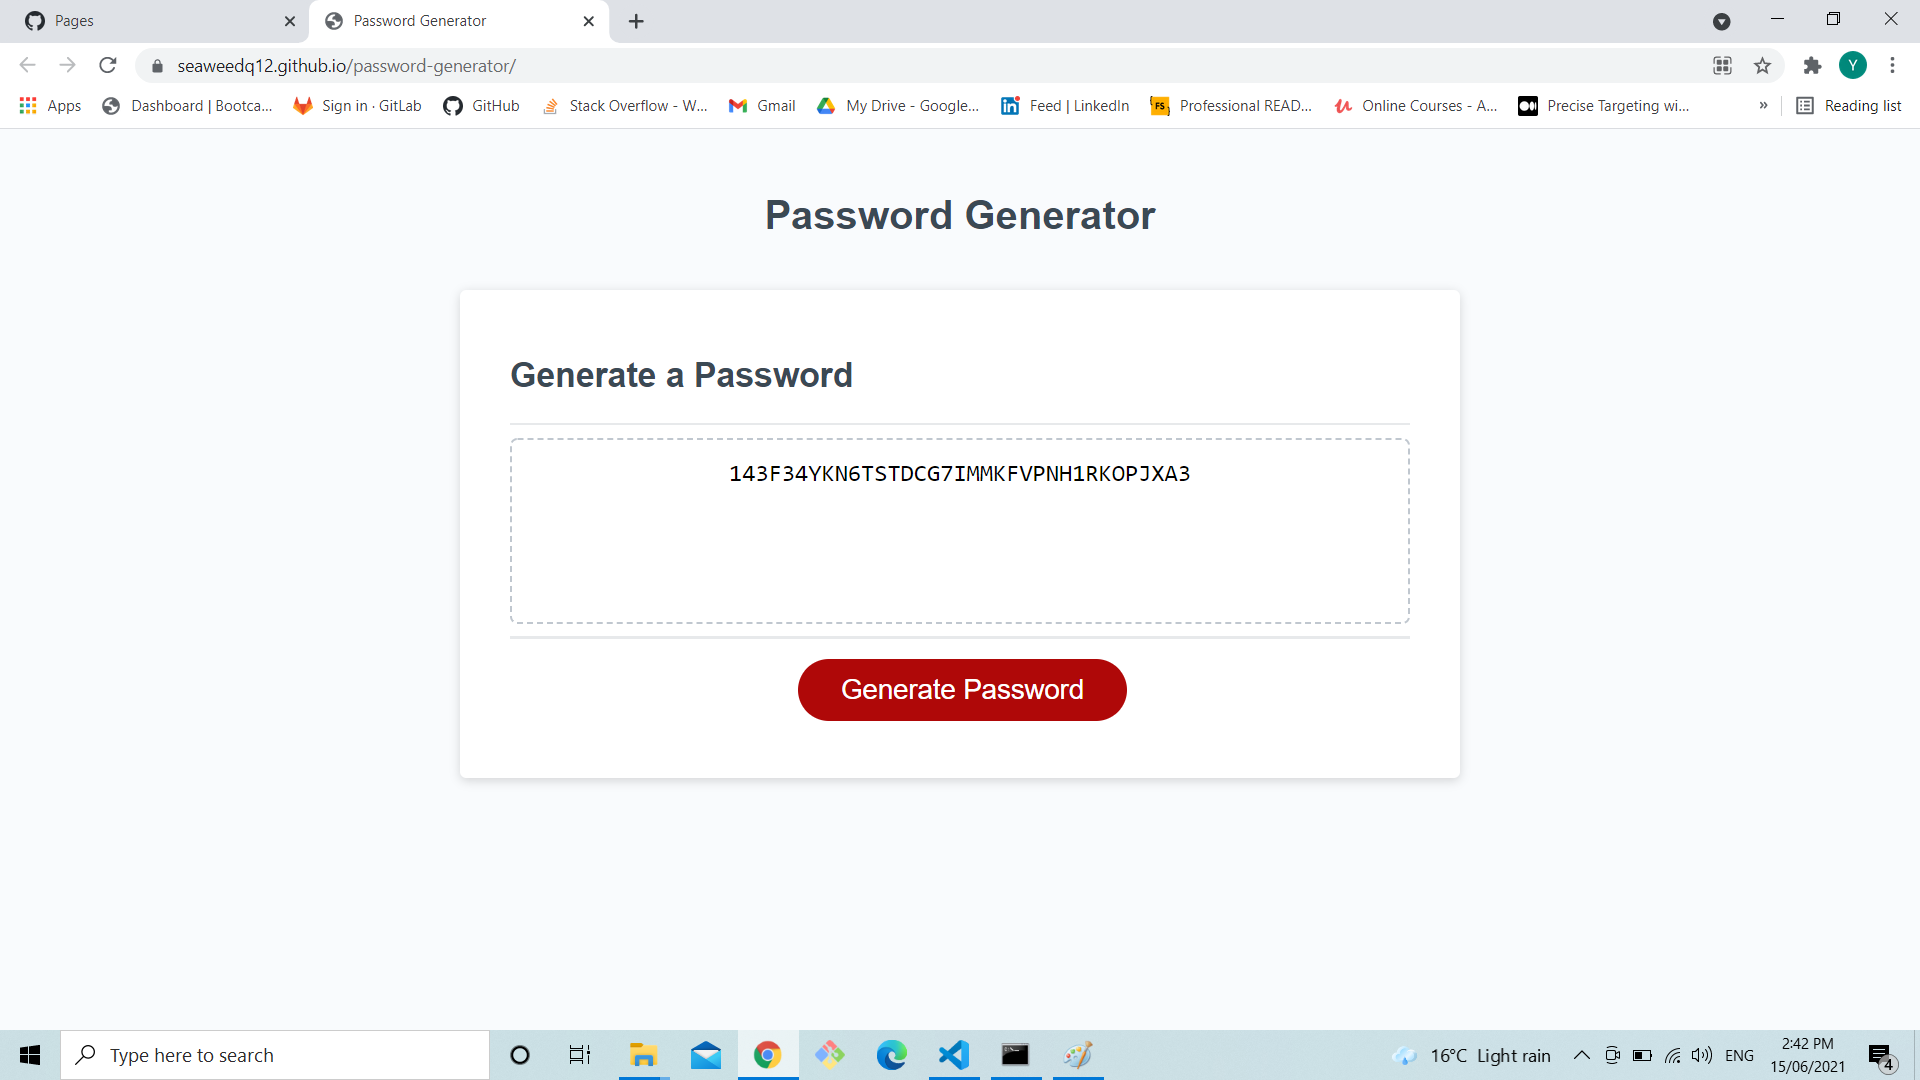 Pages
Password Generator
seaweedq12.github.io/password-generator/
Y
Apps
Dashboard | Bootca...
Sign in · GitLab
GitHub
Stack Overflow - W...
Gmail
My Drive - Google...
Feed | LinkedIn
FS
Professional READ...
Online Courses - A...
Precise Targeting wi...
»
Reading list
Password Generator
Generate a Password
143F34YKN6TSTDCG7IMMKFVPNH1RKOPJXA3
Generate Password
Type here to search
16°C Light rain
ENG
2:42 PM
15/06/2021
4